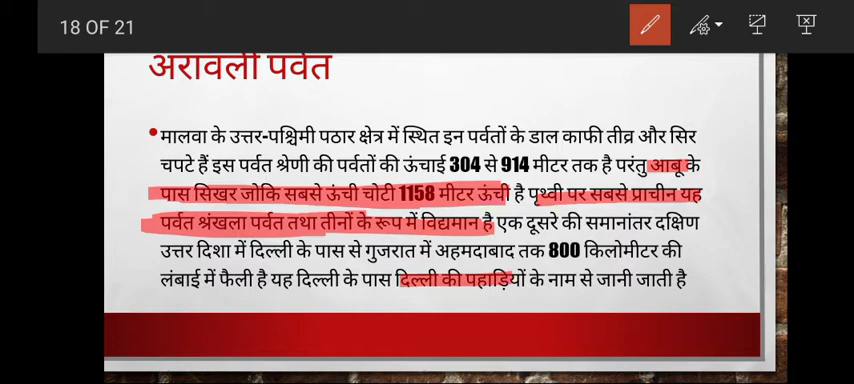 18 OF 21
अरावली पर्वत
मालवा के उत्तर-पश्चिमी पठार क्षेत्र में स्थित इन पर्वतों के डाल काफी तीव्र और सिर
चपटे हैं इस पर्वत श्रेणी की पर्वतों की ऊंचाई 304 से 914 मीटर तक है परंतु आबू के
पास सिखर जोकि सबसे ऊंची चोटी 1158 मीटर ऊंची है पृथ्वी पर सबसे प्राचीन यह
पर्वत श्रंखला पर्वत तथा तीनों के रूप में विद्यमान है एक दूसरे की समानांतर दक्षिण
उत्तर दिशा में दिल्ली के पास से गुजरात में अहमदाबाद तक 800 किलोमीटर की
लंबाई में फैली है यह दिल्ली के पास दिल्ली की पहाड़ियों के नाम से जानी जाती है